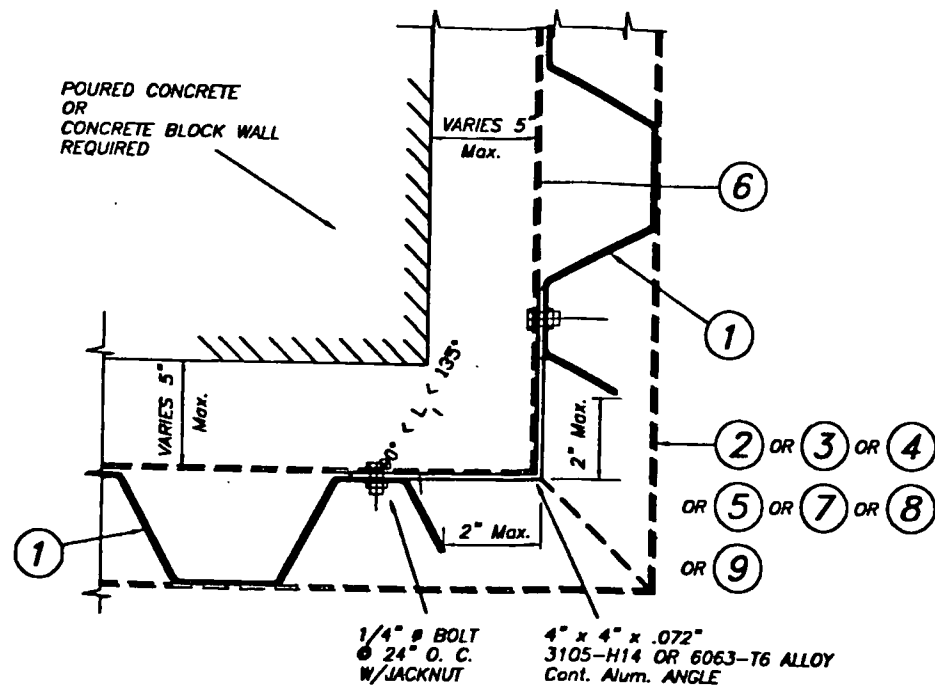 POURED CONCRETE
OR
CONCRETE BLOCK WALL
REQUIRED
VARIES 5"
Max.
6
1
VARIES 5"
Max.
< L < 135°
2" Max.
2 OR 3 OR 4
OR 5 OR 7 OR 8
OR 9
1
2" Max.
1/4" ø BOLT
@ 24" O. C.
W/JACKNUT
4" x 4" x .072"
3105-H14 OR 6063-T6 ALLOY
Cont. Alum. ANGLE